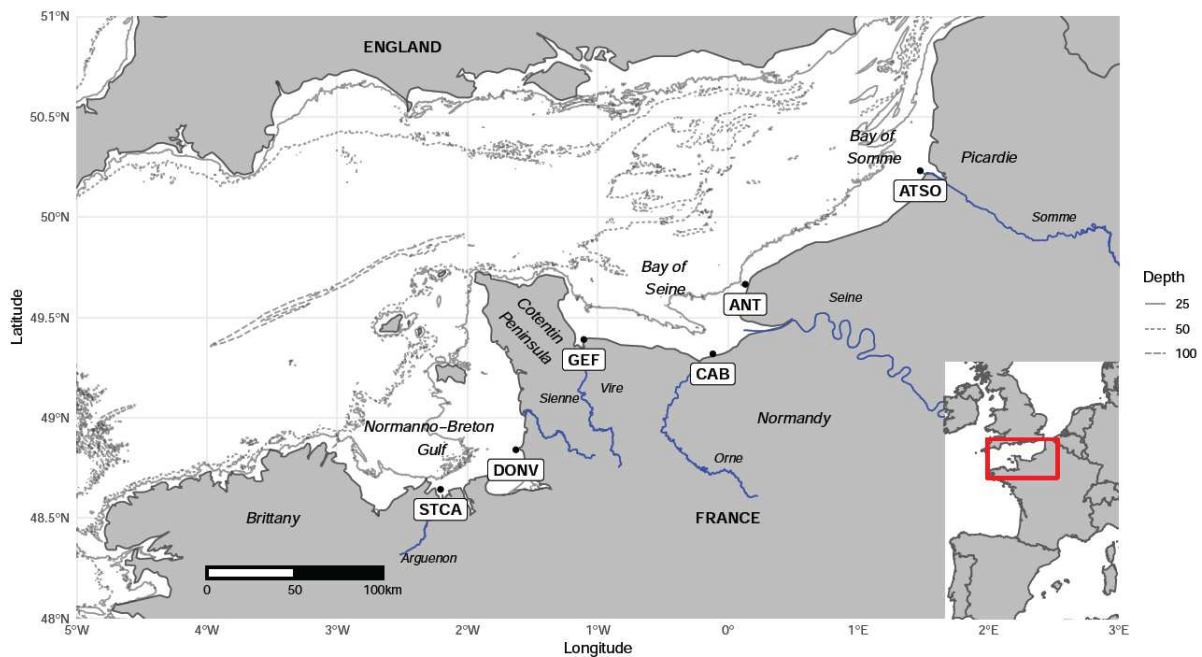 51°N
ENGLAND
50.5°N
Bay of
Somme
Picardie
ATSO
50°N
Somme
Bay of
Seine
ANT
Seine
Depth
25
50
100
Latitude
49.5°N
Cotentin
Peninsula
GEF
CAB
Vire
Sienne
49°N
Normanno-Breton
Gulf
Normandy
DONV
Orne
STCA
48.5°N
Brittany
FRANCE
Arguenon
0
50
100km
48°N
5°W
4°W
3°W
2°W
1°W
0°
1°E
2°E
3°E
Longitude